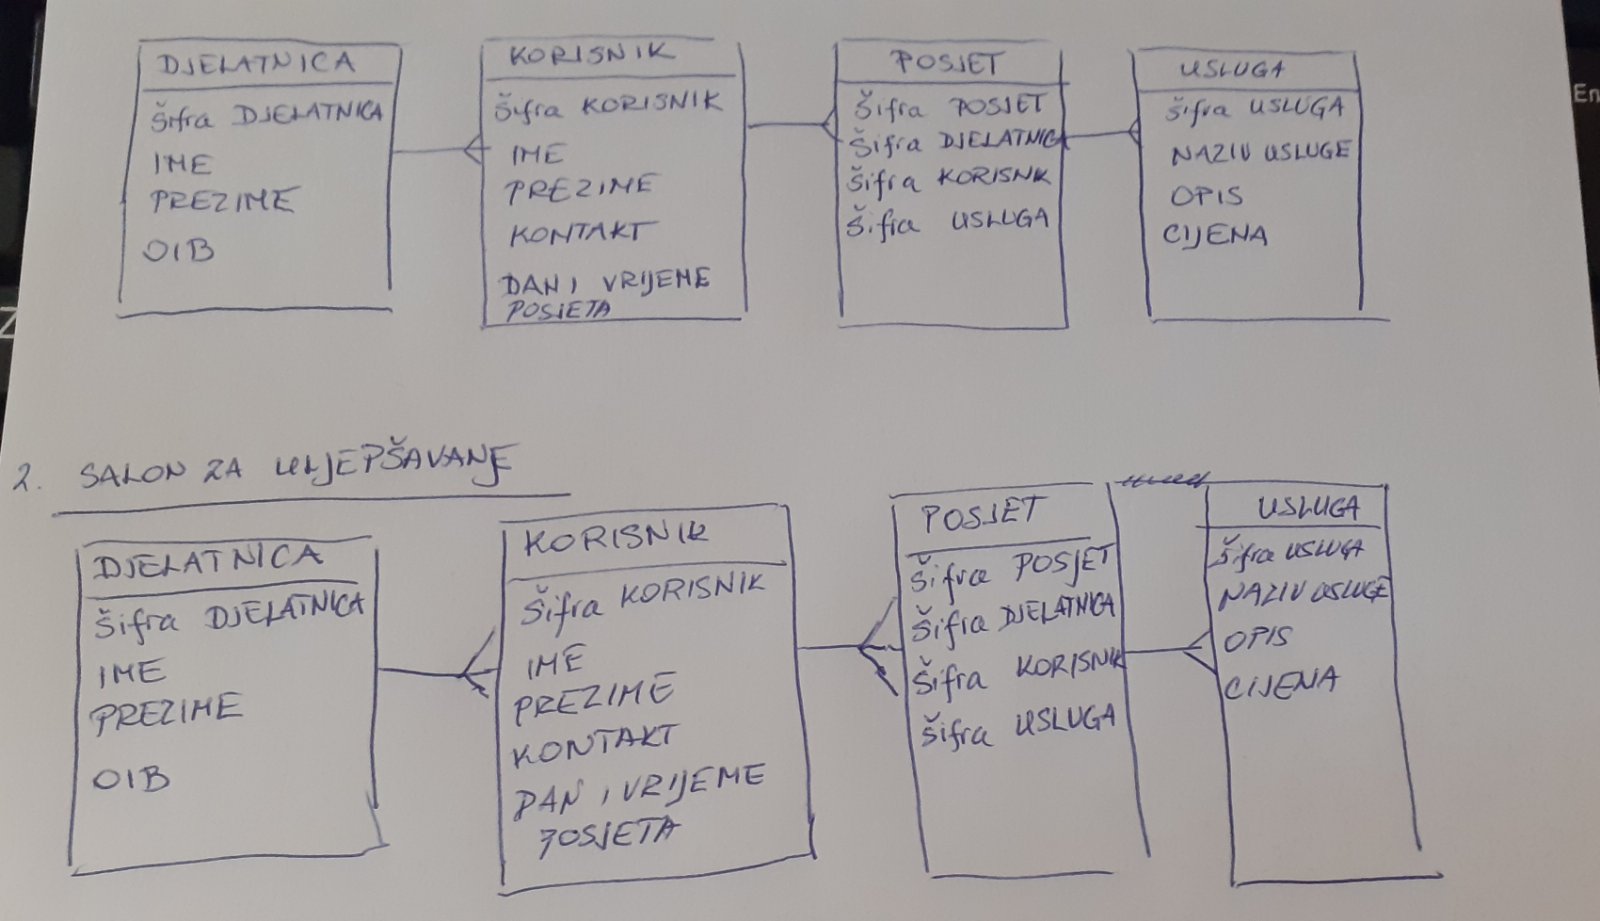 DJELATNICA
Šifra DJELATNICA
IME
PREZIME
OIB
KORISNIK
Šifra KORISNIK
IME
PREZIME
KONTAKT
DAN I VRIJEME
POSJETA
POSJET
Šifra POSJET
Šifra DJELATNICA
Šifra KORISNK
Šifra USLUGA
USLUGA
Šifra USLUGA
NAZIV USLUGE
OPIS
CIJENA
En
Z
2. SALON ZA ULJEPŠAVANJE
DJELATNICA
Šifra DJELATNICA
IME
PREZIME
OIB
KORISNIK
Šifra KORISNIK
IME
PREZIME
KONTAKT
DAN I VRIJEME
POSJETA
POSJET
Šifra POSJET
Šifra DJELATNICA
Šifra KORISNIK
Šifra USLUGA
USLUGA
Šifra USLUGA
NAZIV USLUGE
OPIS
CIJENA